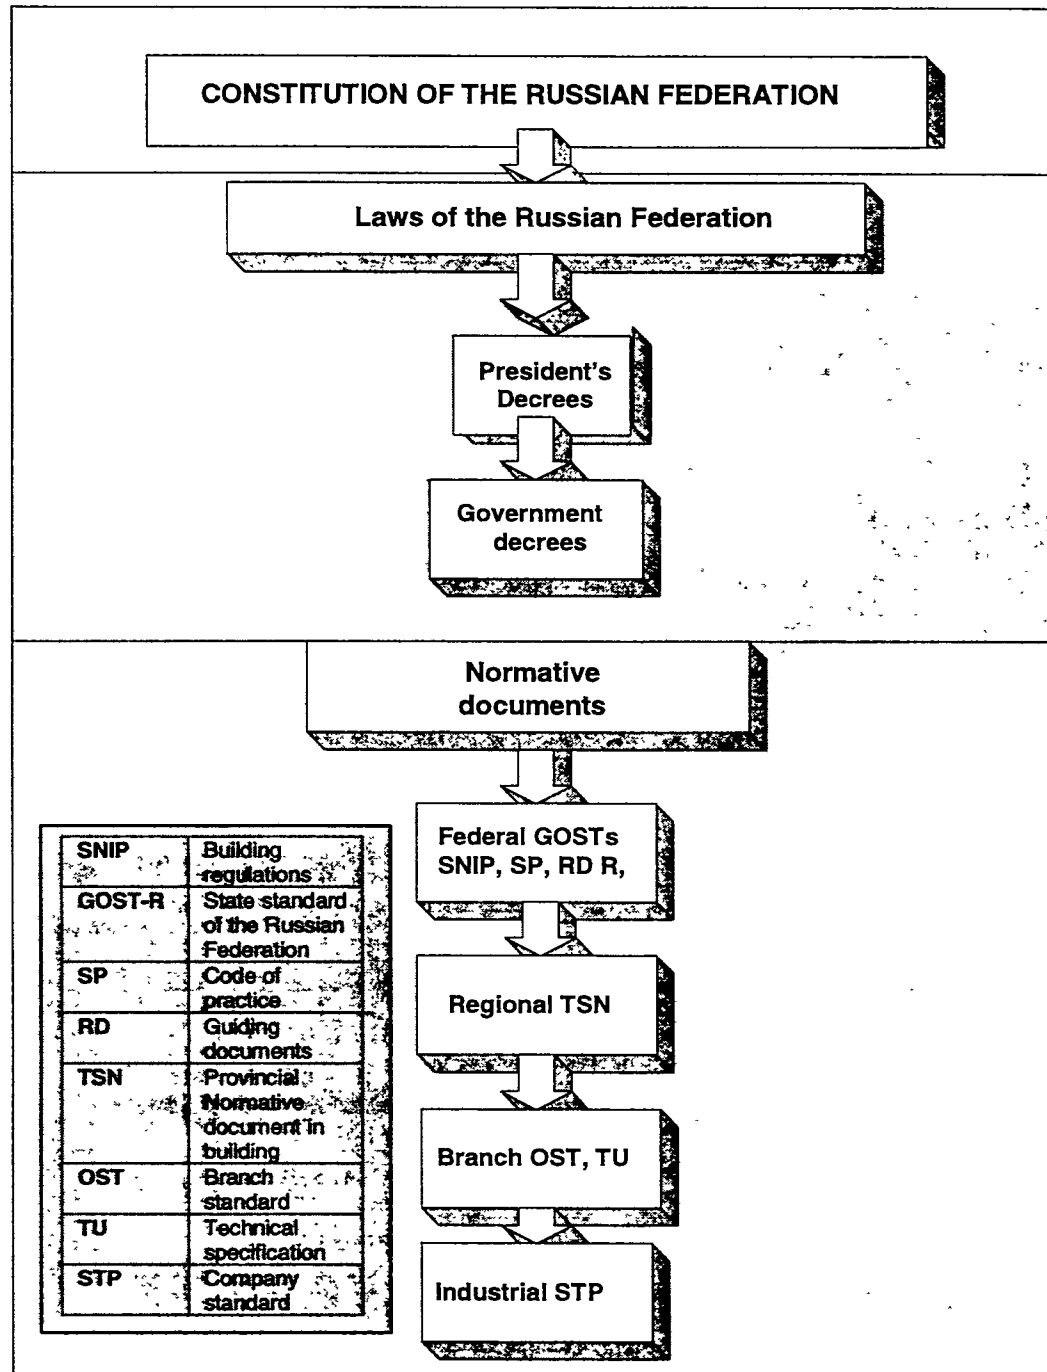 CONSTITUTION OF THE RUSSIAN FEDERATION
Laws of the Russian Federation
President's
Decrees
Government
decrees
Normative
documents
Federal GOSTs
SNIP, SP, RD R,
Regional TSN
Branch OST, TU
Industrial STP
SNIP Building
regulations
GOST-R State standard
of the Russian
Federation
SP Code of
practice
RD Guiding
documents
TSN Provincial
Normative
document in
building
OST Branch
standard
TU Technical
specification
STP Company
standard